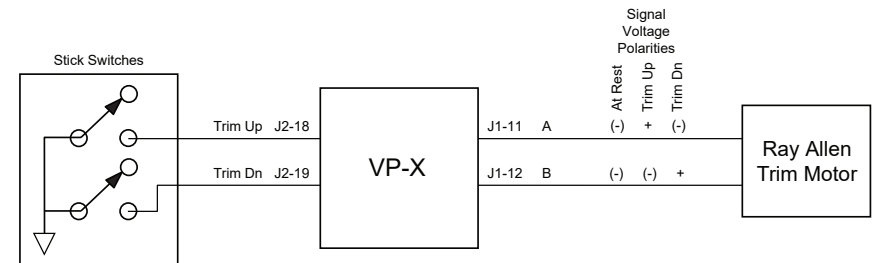 Signal
Voltage
Polarities
Stick Switches
At Rest
Trim Up
Trim Dn
Trim Up J2-18
VP-X
J1-11 A (-) + (-)
Ray Allen
Trim Motor
Trim Dn J2-19
J1-12 B (-) (-) +